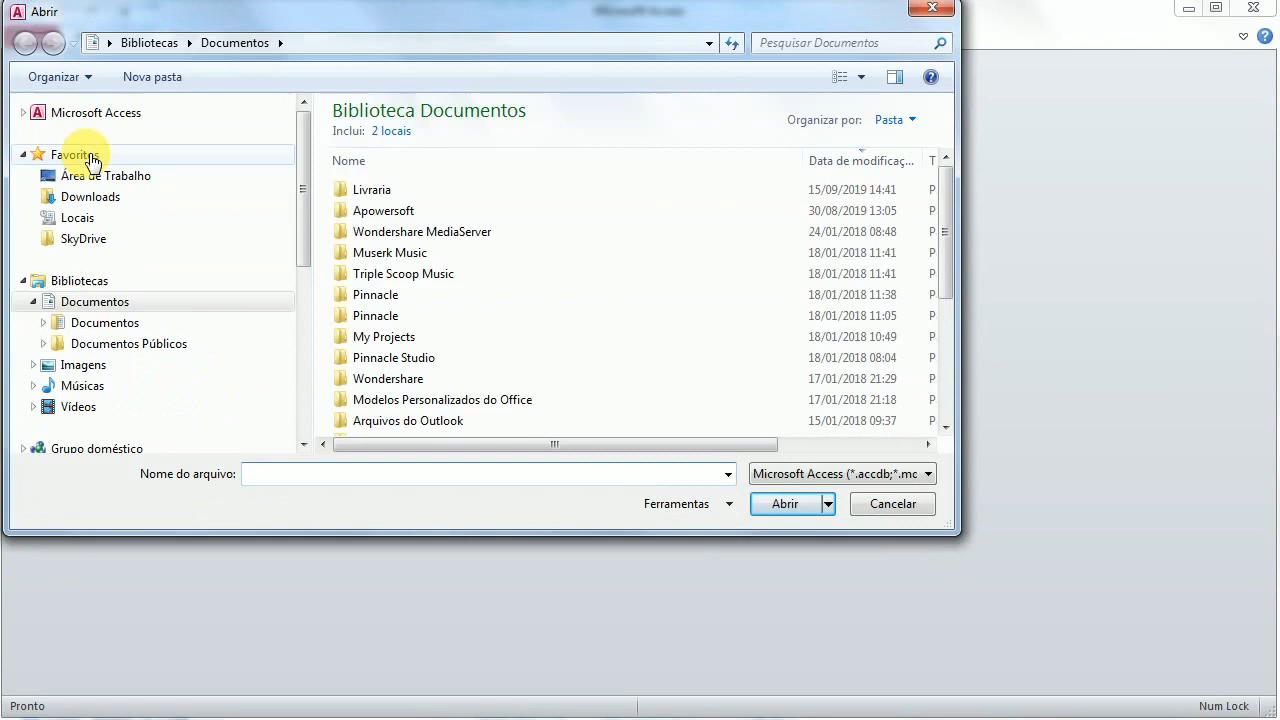 Abrir
Microsoft Access
Bibliotecas Documentos
Pesquisar Documentos
Organizar
Nova pasta
Microsoft Access
Favoritos
Área de Trabalho
Downloads
Locais
SkyDrive
Bibliotecas
Documentos
Documentos
Documentos Públicos
Imagens
Músicas
Vídeos
Grupo doméstico
Biblioteca Documentos
Inclui: 2 locais
Organizar por: Pasta
Nome Data de modificaç... T
Livraria 15/09/2019 14:41 P
Apowersoft 30/08/2019 13:05 P
Wondershare MediaServer 24/01/2018 08:48 P
Muserk Music 18/01/2018 11:41 P
Triple Scoop Music 18/01/2018 11:41 P
Pinnacle 18/01/2018 11:38 P
Pinnacle 18/01/2018 11:05 P
My Projects 18/01/2018 10:49 P
Pinnacle Studio 18/01/2018 08:04 P
Wondershare 17/01/2018 21:29 P
Modelos Personalizados do Office 17/01/2018 21:18 P
Arquivos do Outlook 15/01/2018 09:37 P
Nome do arquivo:
Microsoft Access (*.accdb;*.mc
Ferramentas
Abrir
Cancelar
Pronto
Num Lock